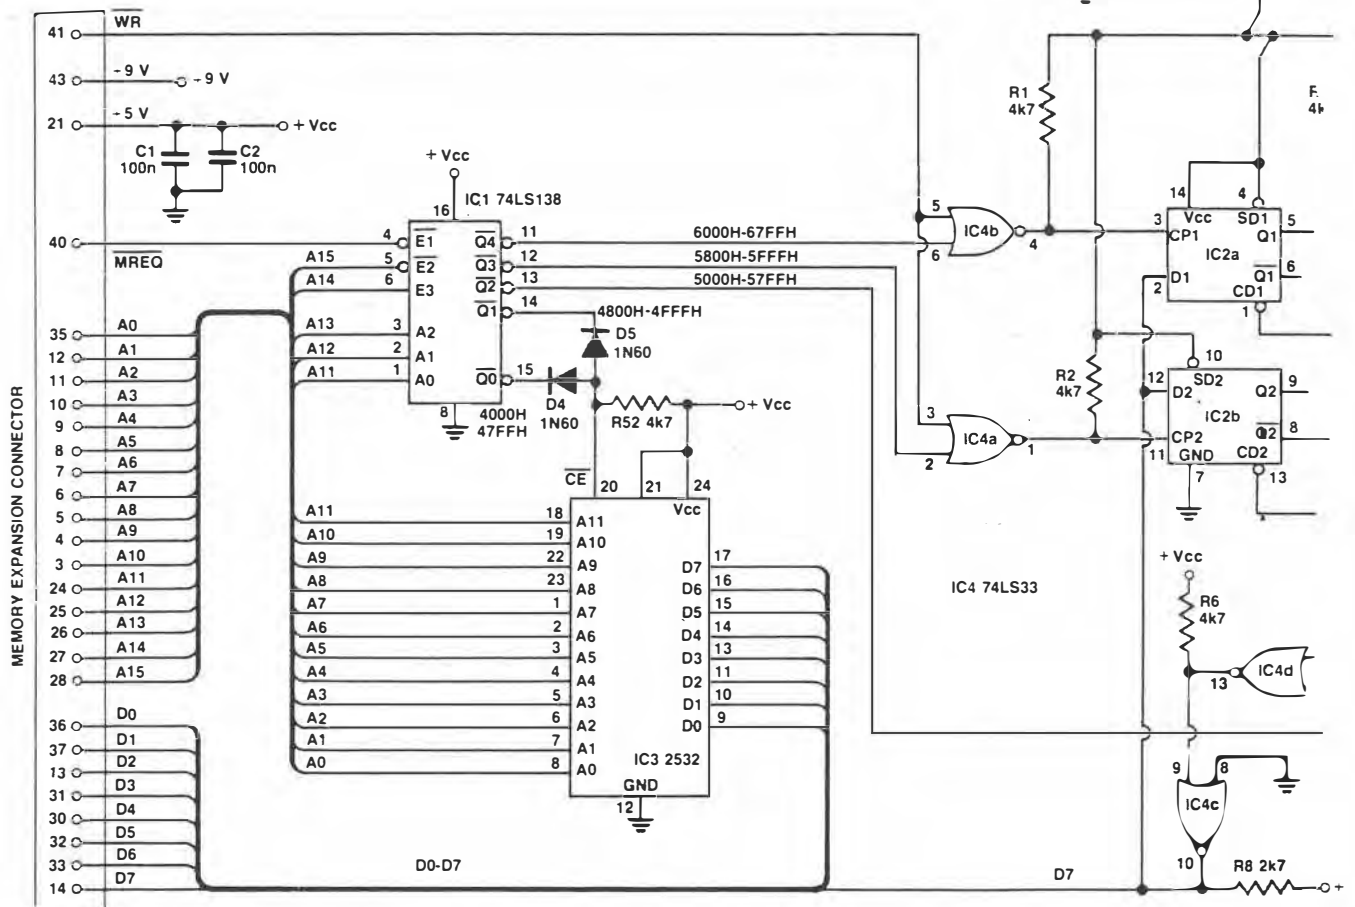 WR
41
43
-9 V
-9 V
21
-5 V
+ Vcc
C1
100n
C2
100n
+ Vcc
16
IC1 74LS138
40
MREQ
4
E1
A15
5
E2
A14
6
E3
A13
3
A2
A12
2
A1
A11
1
A0
8
Q4
11
6000H-67FFH
Q3
12
5800H-5FFFH
Q2
13
5000H-57FFH
Q1
14
4800H-4FFFH
Q0
15
4000H
47FFH
D5
1N60
D4
1N60
R52 4k7
+ Vcc
MEMORY EXPANSION CONNECTOR
35
A0
12
A1
11
A2
10
A3
9
A4
8
A5
7
A6
6
A7
5
A8
4
A9
3
A10
24
A11
25
A12
26
A13
27
A14
28
A15
36
D0
37
D1
13
D2
31
D3
30
D4
32
D5
33
D6
14
D7
CE
20
21
24
Vcc
A11
18
A11
A10
19
A10
A9
22
A9
A8
23
A8
A7
1
A7
A6
2
A6
A5
3
A5
A4
4
A4
A3
5
A3
A2
6
A2
A1
7
A1
A0
8
A0
D7
17
D6
16
D5
15
D4
14
D3
13
D2
11
D1
10
D0
9
IC3 2532
GND
12
D0-D7
D7
R1
4k7
5
6
IC4b
4
14
4
3
Vcc
SD1
5
CP1
Q1
IC2a
D1
Q1
6
2
CD1
1
R2
4k7
10
12
SD2
D2
Q2
9
IC2b
3
2
IC4a
1
CP2
Q2
8
11
GND
CD2
7
13
IC4 74LS33
+ Vcc
R6
4k7
13
IC4d
9
8
IC4c
10
R8 2k7
+